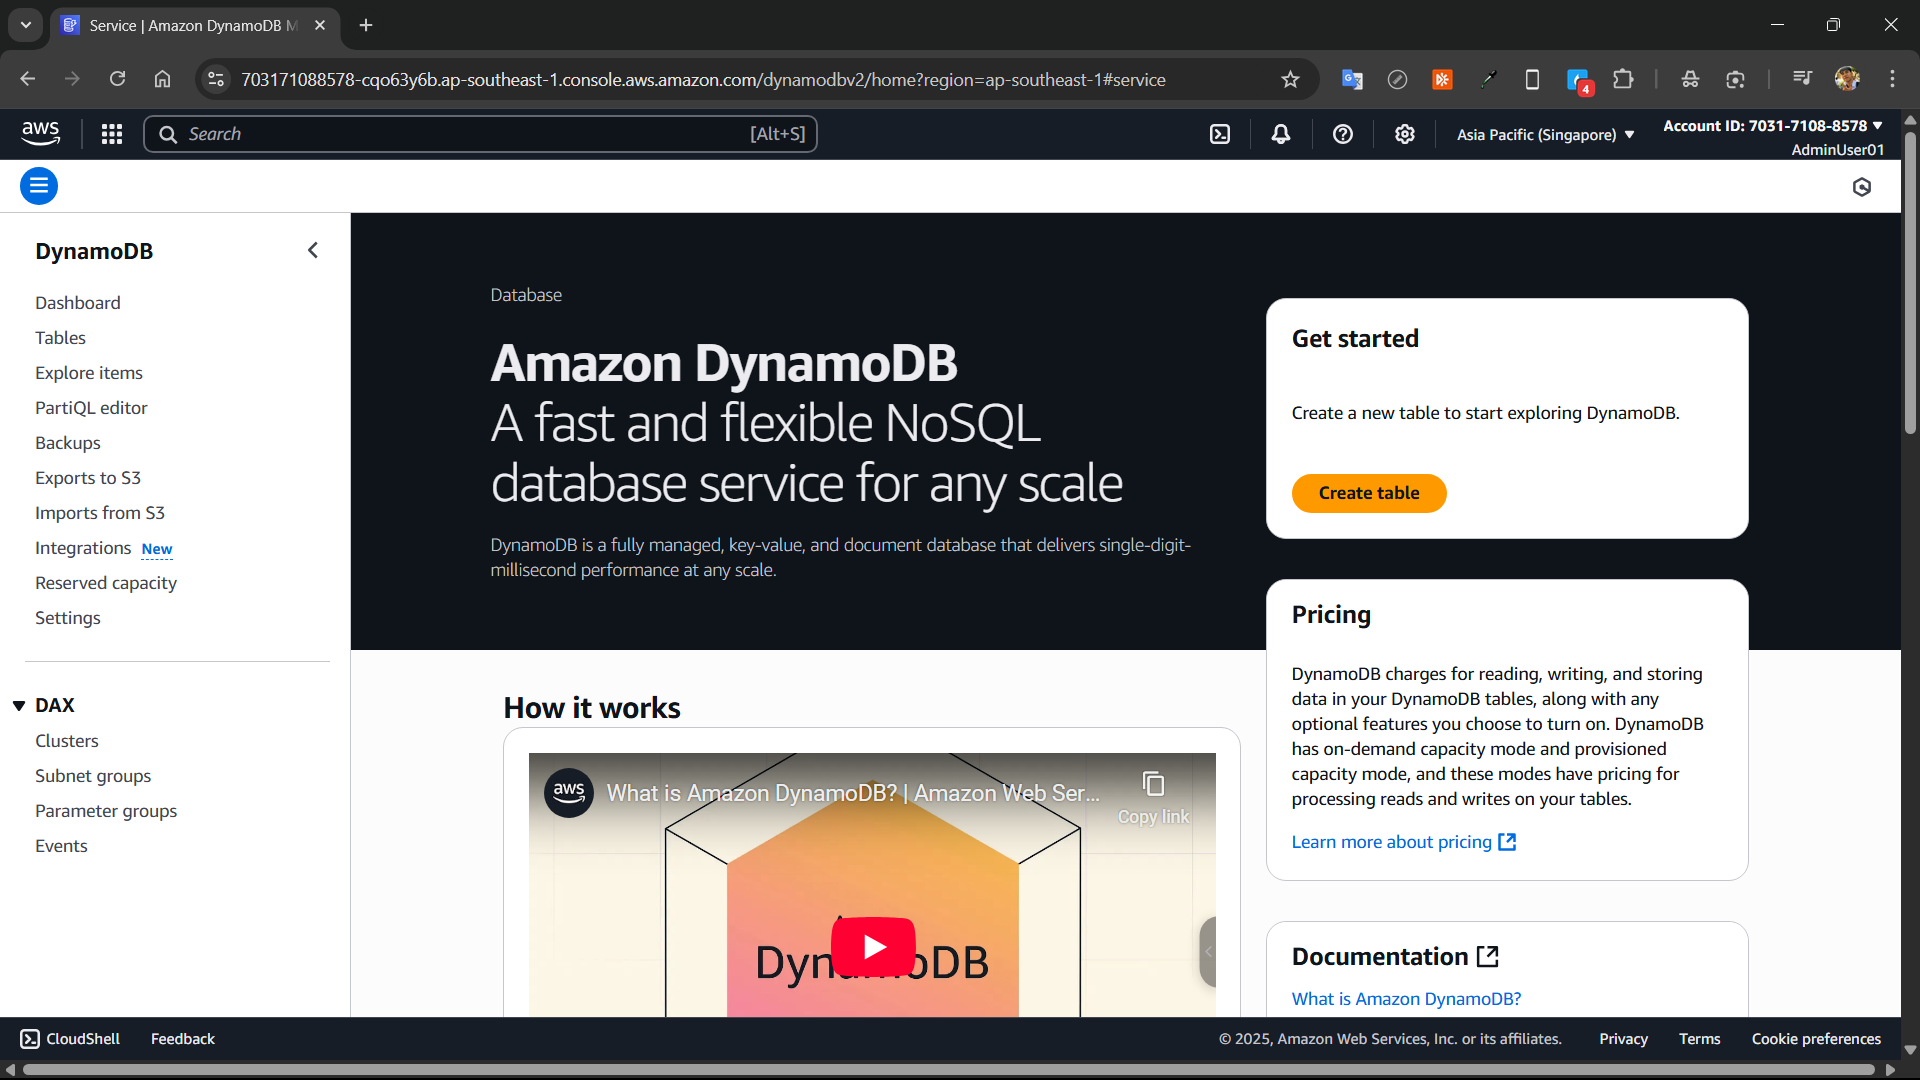 Service | Amazon DynamoDB M
703171088578-cqo63y6b.ap-southeast-1.console.aws.amazon.com/dynamodbv2/home?region=ap-southeast-1#service
4
aws
Search
[Alt+S]
Asia Pacific (Singapore)
Account ID: 7031-7108-8578
AdminUser01
DynamoDB
Dashboard
Tables
Explore items
PartiQL editor
Backups
Exports to S3
Imports from S3
Integrations New
Reserved capacity
Settings
DAX
Clusters
Subnet groups
Parameter groups
Events
Database
Amazon DynamoDB
A fast and flexible NoSQL
database service for any scale
DynamoDB is a fully managed, key-value, and document database that delivers single-digit-
millisecond performance at any scale.
Get started
Create a new table to start exploring DynamoDB.
Create table
Pricing
DynamoDB charges for reading, writing, and storing
data in your DynamoDB tables, along with any
optional features you choose to turn on. DynamoDB
has on-demand capacity mode and provisioned
capacity mode, and these modes have pricing for
processing reads and writes on your tables.
Learn more about pricing
How it works
aws
What is Amazon DynamoDB? | Amazon Web Ser...
Copy link
DynamoDB
Documentation
What is Amazon DynamoDB?
CloudShell
Feedback
© 2025, Amazon Web Services, Inc. or its affiliates.
Privacy
Terms
Cookie preferences